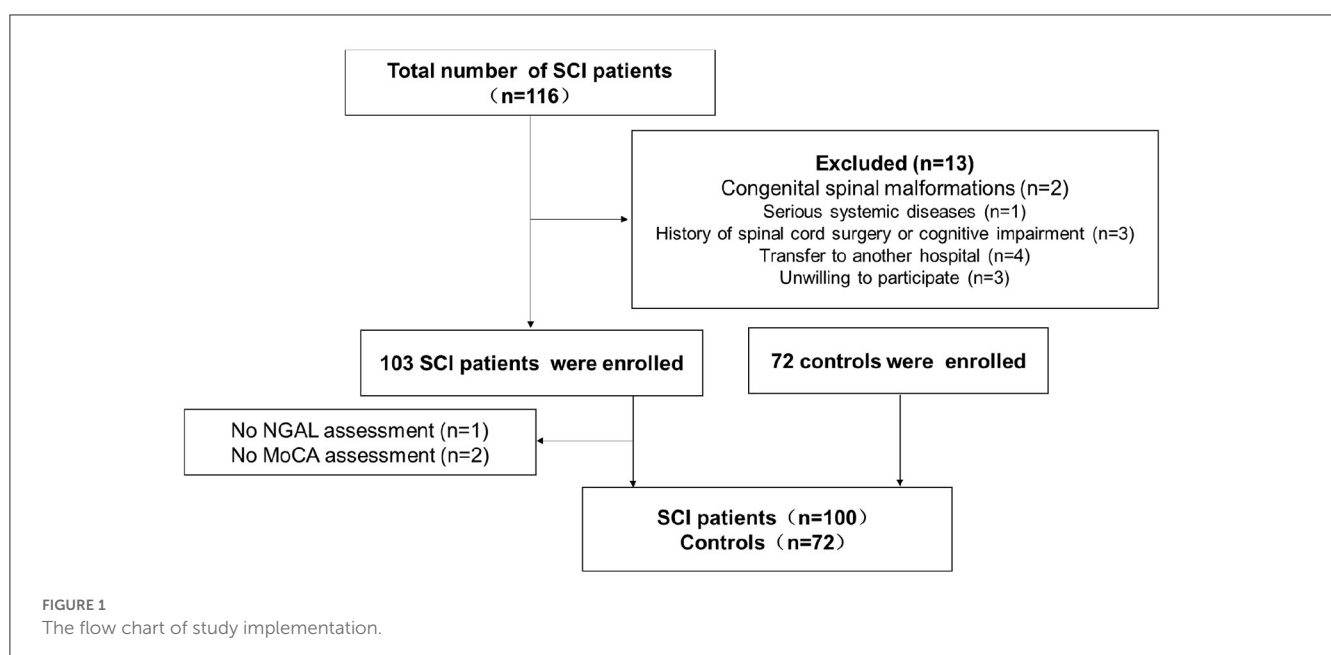 Total number of SCI patients
（n=116）
Excluded (n=13)
Congenital spinal malformations (n=2)
Serious systemic diseases (n=1)
History of spinal cord surgery or cognitive impairment (n=3)
Transfer to another hospital (n=4)
Unwilling to participate (n=3)
103 SCI patients were enrolled
72 controls were enrolled
No NGAL assessment (n=1)
No MoCA assessment (n=2)
SCI patients（n=100）
Controls（n=72）
FIGURE 1
The flow chart of study implementation.